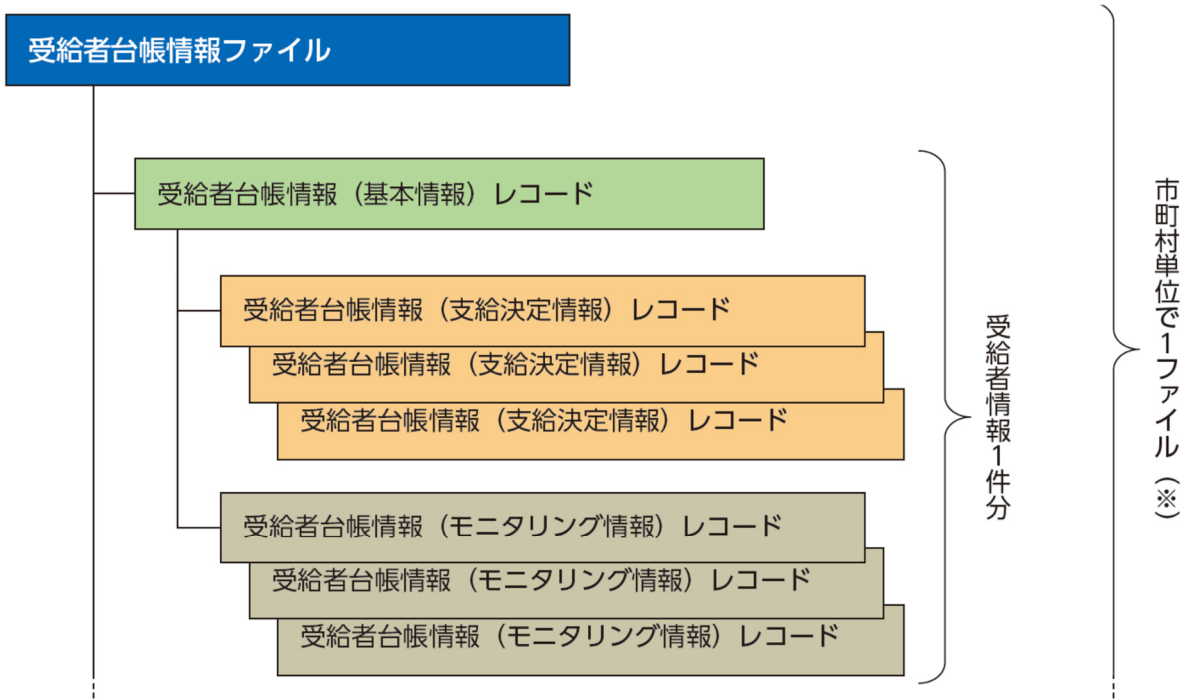 受給者台帳情報ファイル
受給者台帳情報（基本情報）レコード
受給者台帳情報（支給決定情報）レコード
受給者台帳情報（支給決定情報）レコード
受給者台帳情報（支給決定情報）レコード
受給者台帳情報（モニタリング情報）レコード
受給者台帳情報（モニタリング情報）レコード
受給者台帳情報（モニタリング情報）レコード
受給者情報1件分
市町村単位で1ファイル（※）